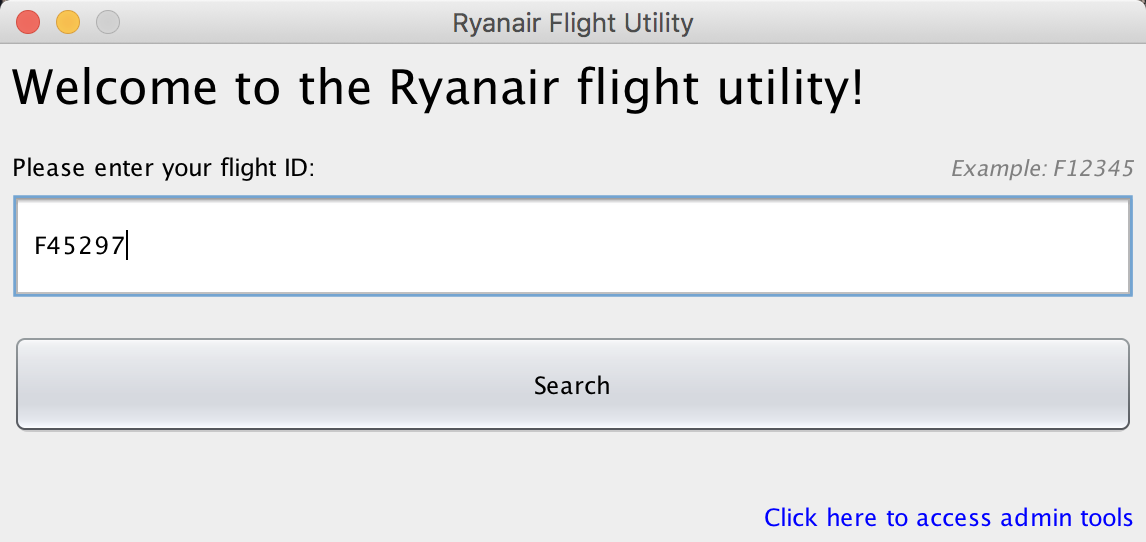 Ryanair Flight Utility
Welcome to the Ryanair flight utility!
Please enter your flight ID:
Example: F12345
F45297
Search
Click here to access admin tools